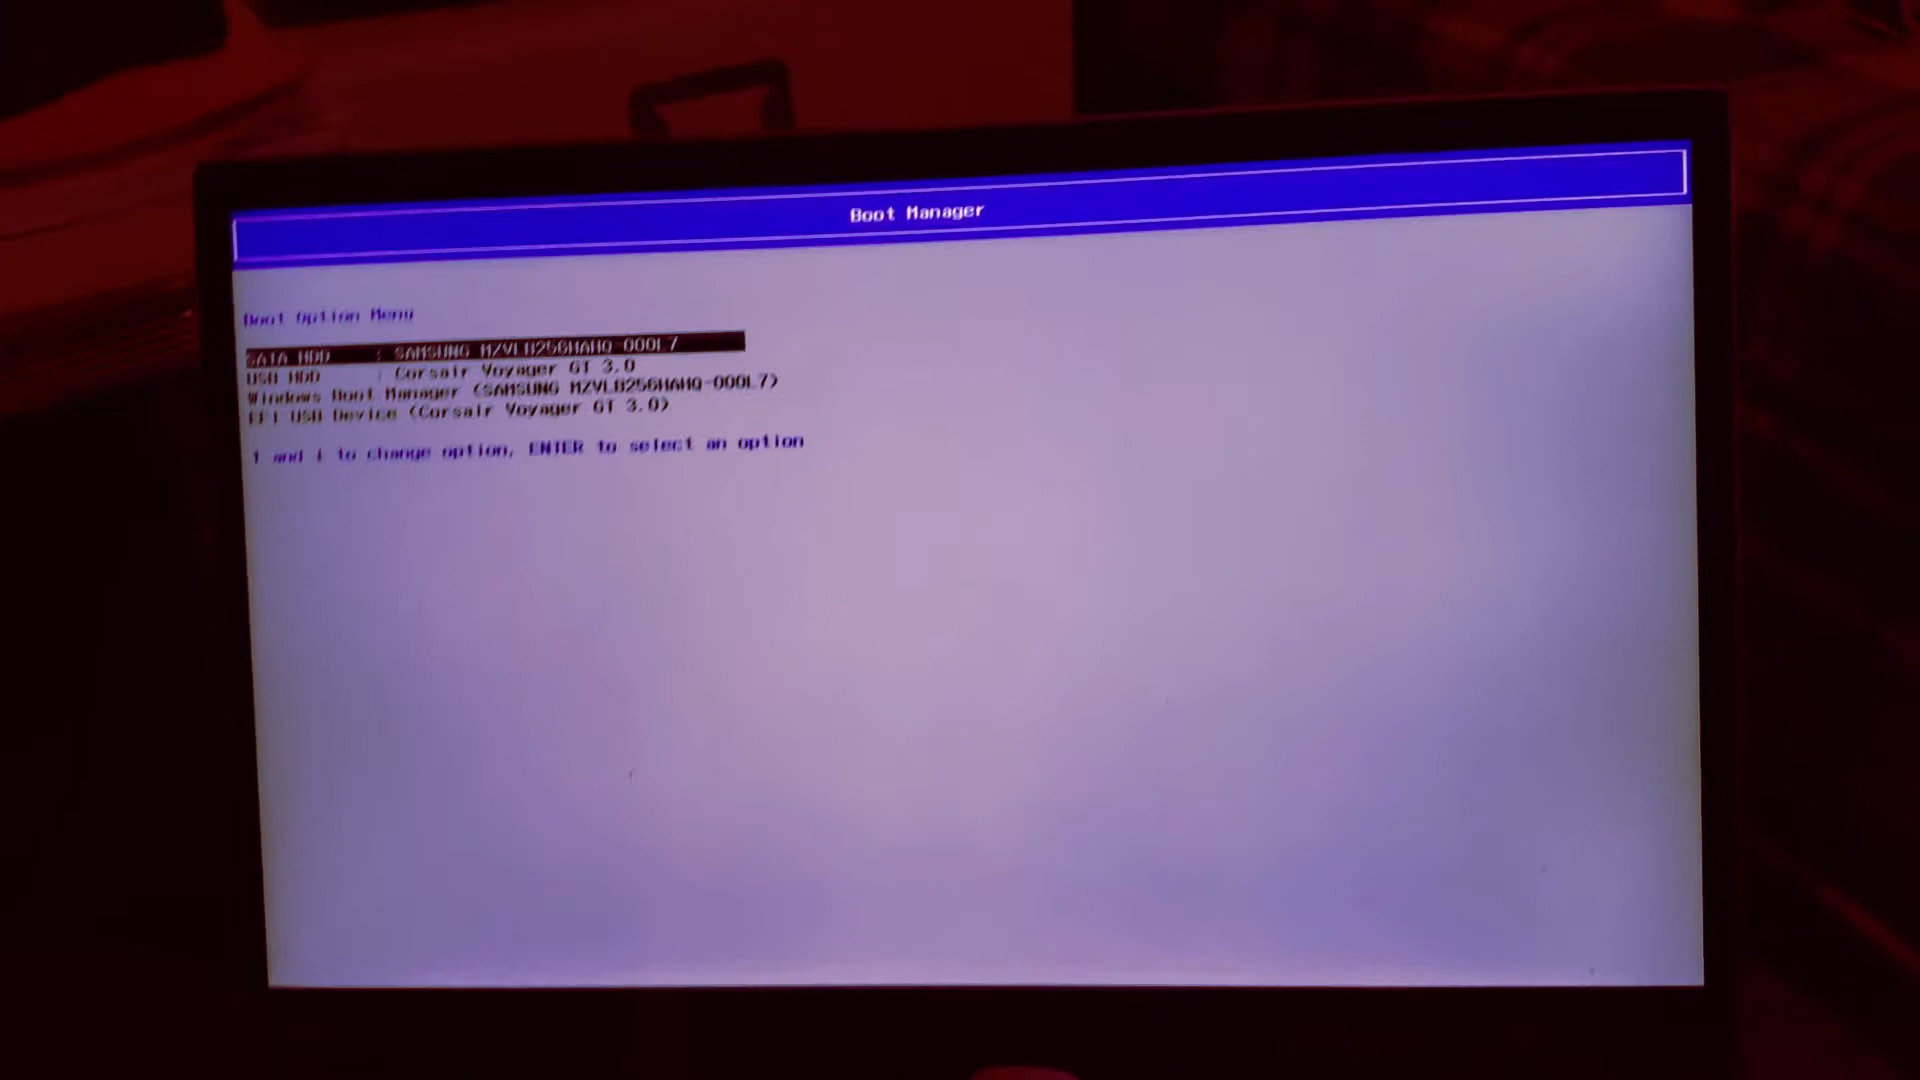 Boot Manager
Boot Option Menu
SATA HDD : SAMSUNG MZVLB256HAHQ-000L7
USB HDD : Corsair Voyager GT 3.0
Windows Boot Manager (SAMSUNG MZVLB256HAHQ-000L7)
EFI USB Device (Corsair Voyager GT 3.0)
↑ and ↓ to change option, ENTER to select an option